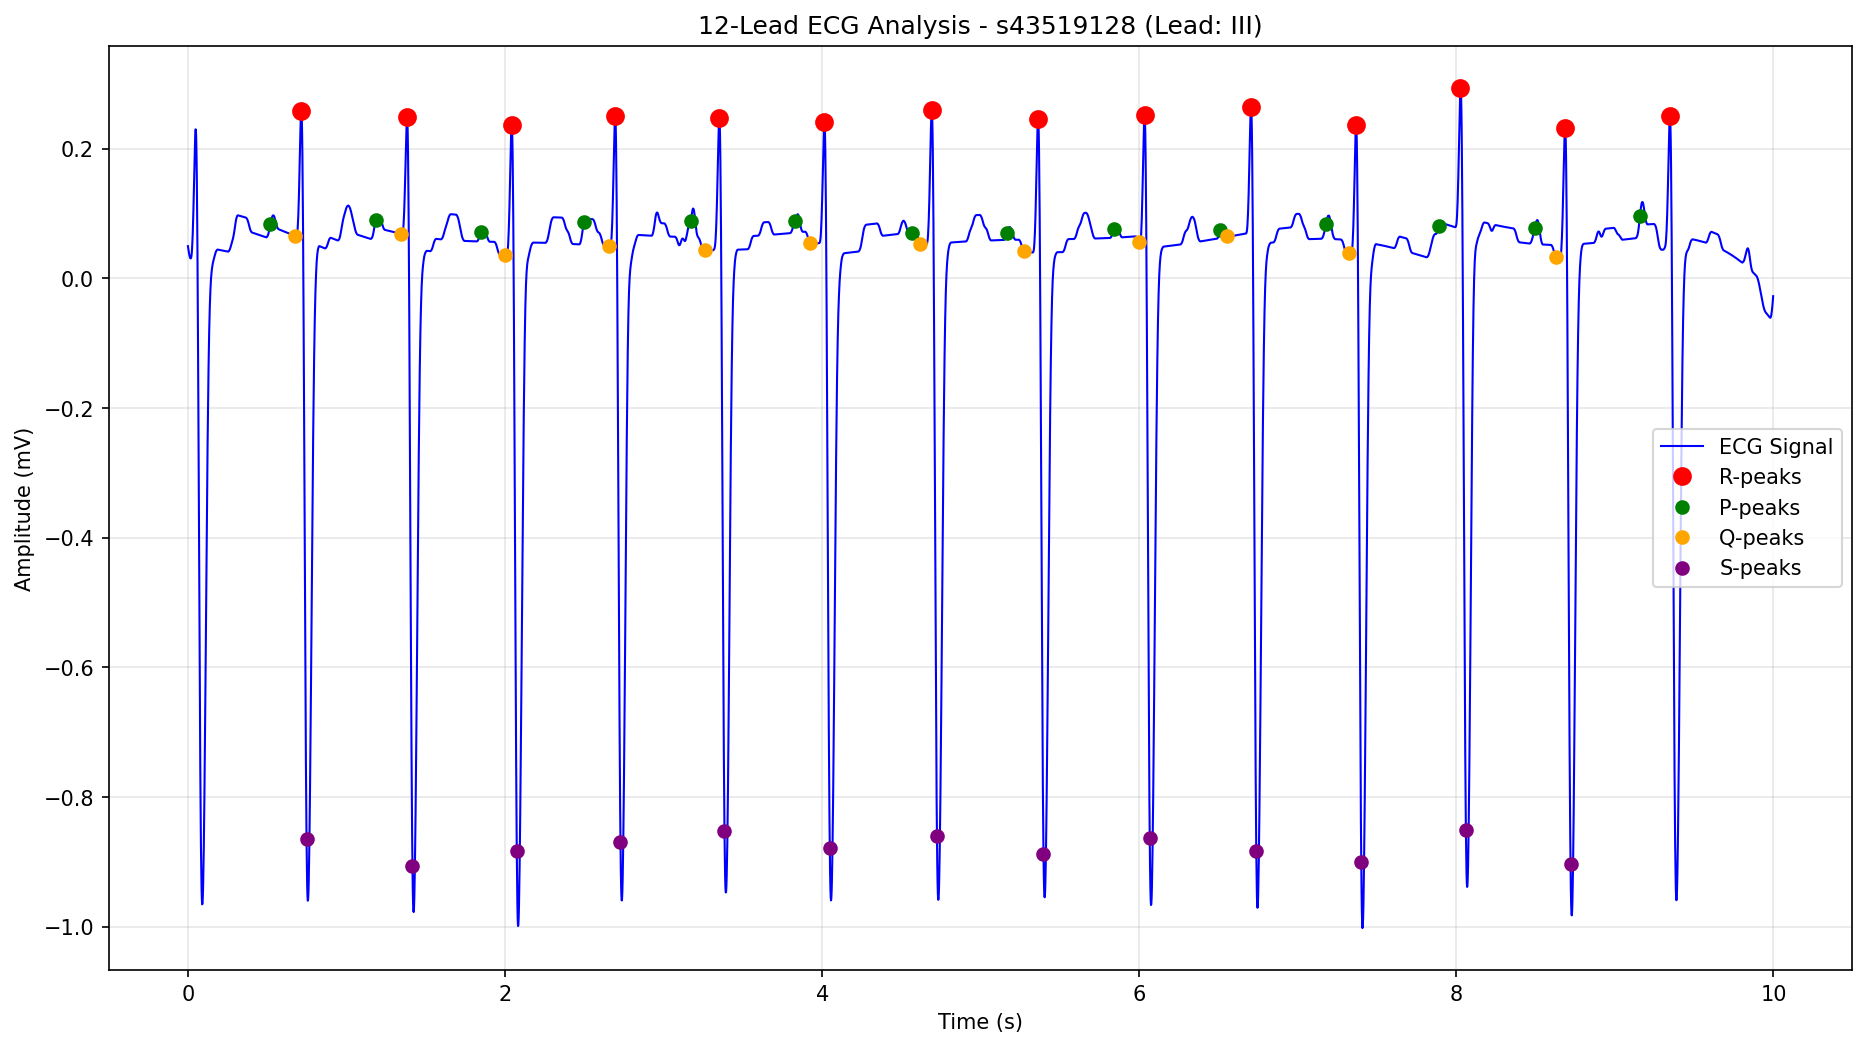 12-Lead ECG Analysis - s43519128 (Lead: III)
Amplitude (mV)
0.2
0.0
−0.2
−0.4
−0.6
−0.8
−1.0
ECG Signal
R-peaks
P-peaks
Q-peaks
S-peaks
0 2 4 6 8 10
Time (s)